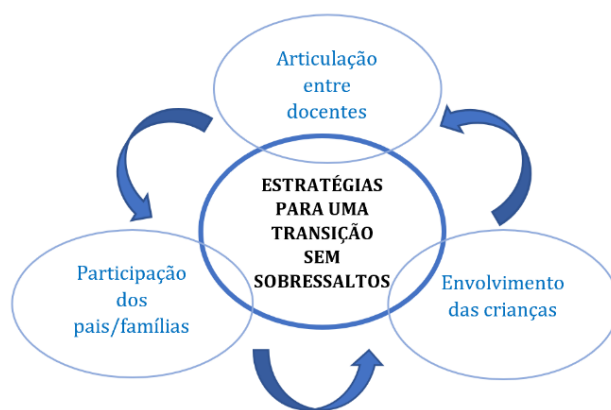 Articulação
entre
docentes
ESTRATÉGIAS
PARA UMA
TRANSIÇÃO
SEM
SOBRESSALTOS
Participação
dos
pais/famílias
Envolvimento
das crianças